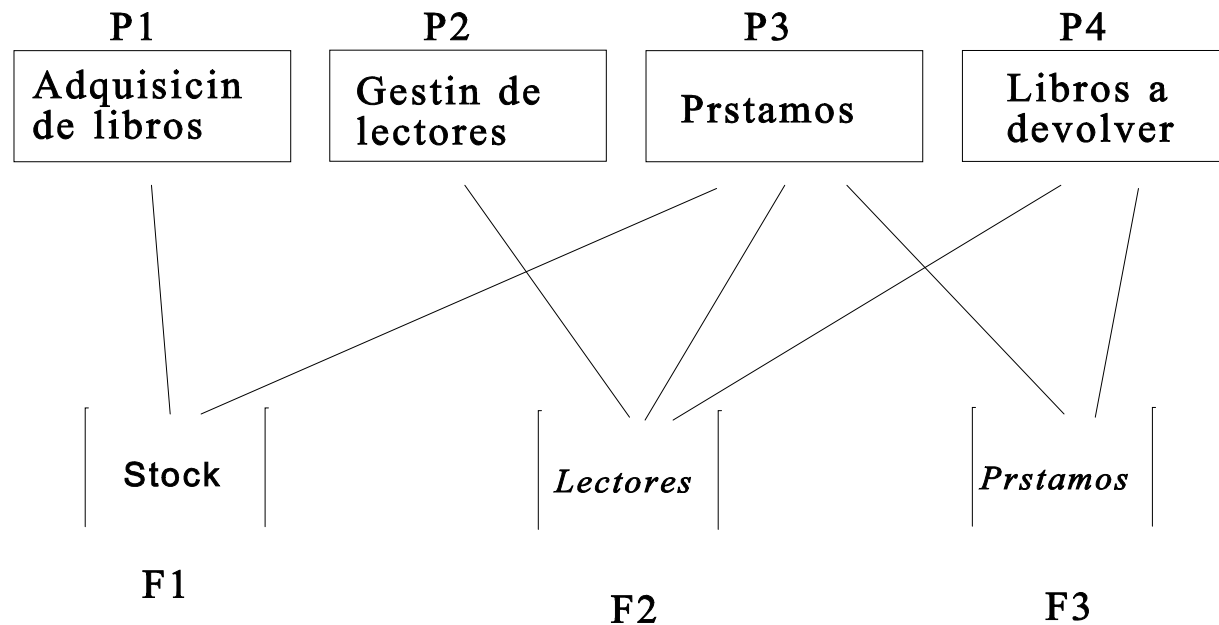 P1
P2
P3
P4
Adquisicin
de libros
Gestin de
lectores
Prstamos
Libros a
devolver
Stock
Lectores
Prstamos
F1
F2
F3